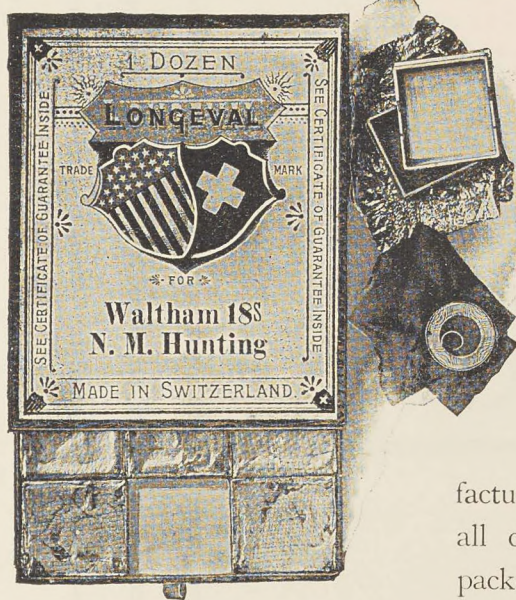 1 DOZEN
LONGEVAL
TRADE MARK
FOR
Waltham 18S
N. M. Hunting
MADE IN SWITZERLAND.
SEE CERTIFICATE OF GUARANTEE INSIDE
SEE CERTIFICATE OF GUARANTEE INSIDE
factu
all c
pack